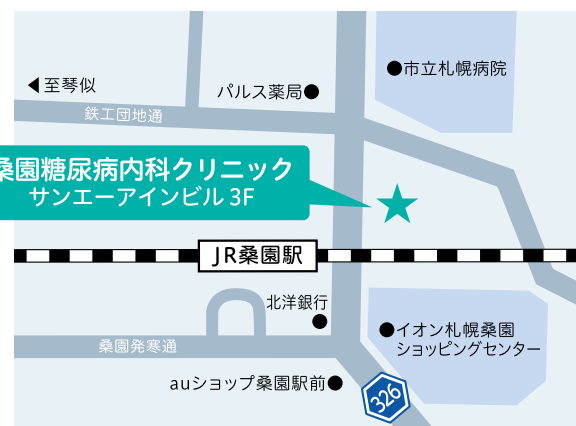 市立札幌病院
至琴似
パルス薬局
鉄工団地通
桑園糖尿病内科クリニック
サンエーアインビル 3F
JR桑園駅
北洋銀行
イオン札幌桑園
ショッピングセンター
桑園発寒通
auショップ桑園駅前
326